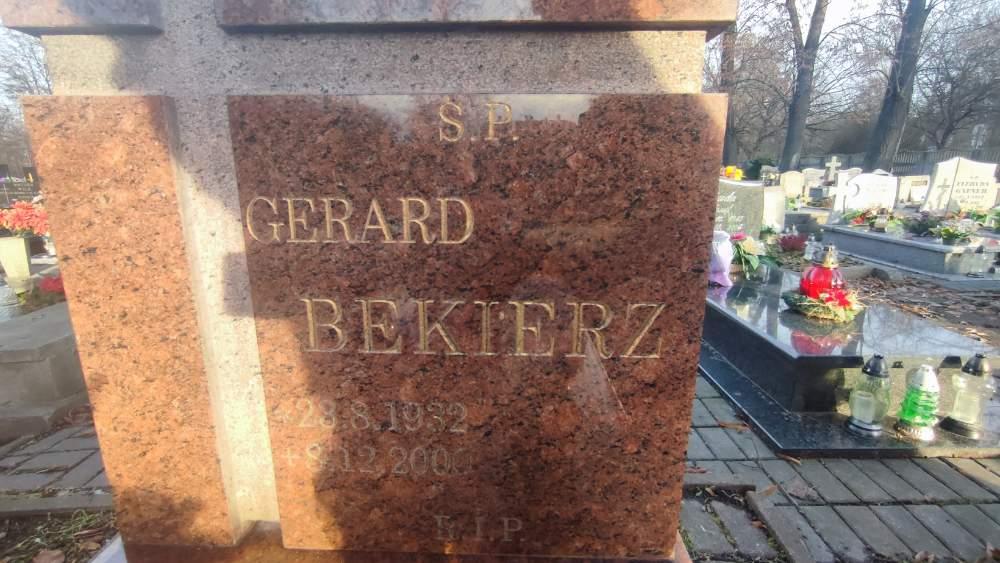 S.P.
GERARD
BEKIERZ
*28.8.1932
+8.12.2000
R.I.P.